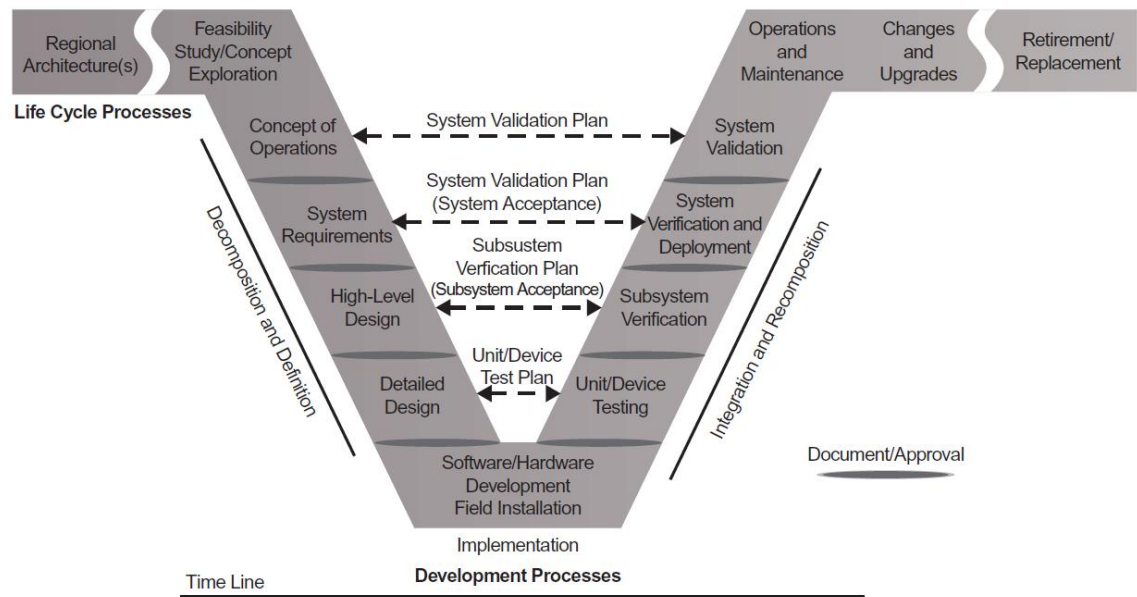 Regional
Architecture(s)
Feasibility
Study/Concept
Exploration
Operations
and
Maintenance
Changes
and
Upgrades
Retirement/
Replacement
Life Cycle Processes
Concept of
Operations
System Validation Plan
System
Validation
System
Requirements
System Validation Plan
(System Acceptance)
System
Verification and
Deployment
High-Level
Design
Subsustem
Verfication Plan
(Subsystem Acceptance)
Subsystem
Verification
Detailed
Design
Unit/Device
Test Plan
Unit/Device
Testing
Decomposition and Definition
Integration and Recomposition
Software/Hardware
Development
Field Installation
Document/Approval
Implementation
Development Processes
Time Line